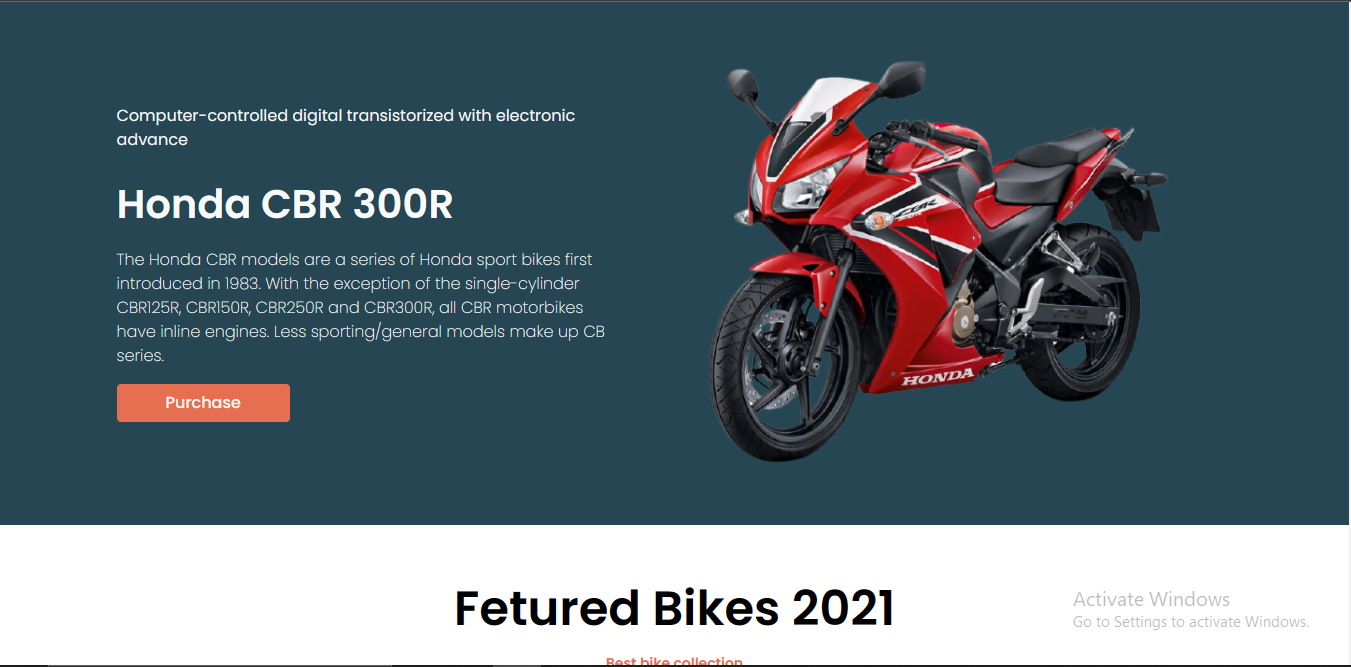 Computer-controlled digital transistorized with electronic
advance
Honda CBR 300R
The Honda CBR models are a series of Honda sport bikes first
introduced in 1983. With the exception of the single-cylinder
CBR125R, CBR150R, CBR250R and CBR300R, all CBR motorbikes
have inline engines. Less sporting/general models make up CB
series.
Purchase
CBR
HONDA
Fetured Bikes 2021
Activate Windows
Go to Settings to activate Windows.
Best bike collection